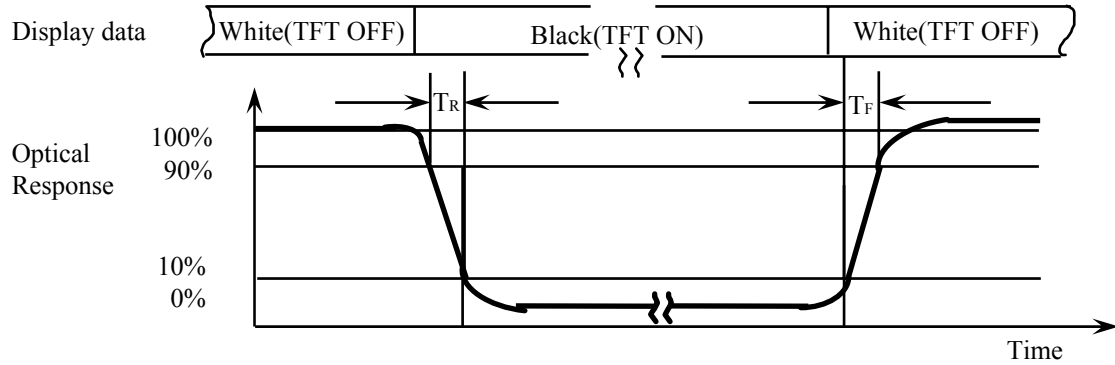 Display data White(TFT OFF) Black(TFT ON) White(TFT OFF)
TR TF
100%
Optical Response
90%
10%
0%
Time